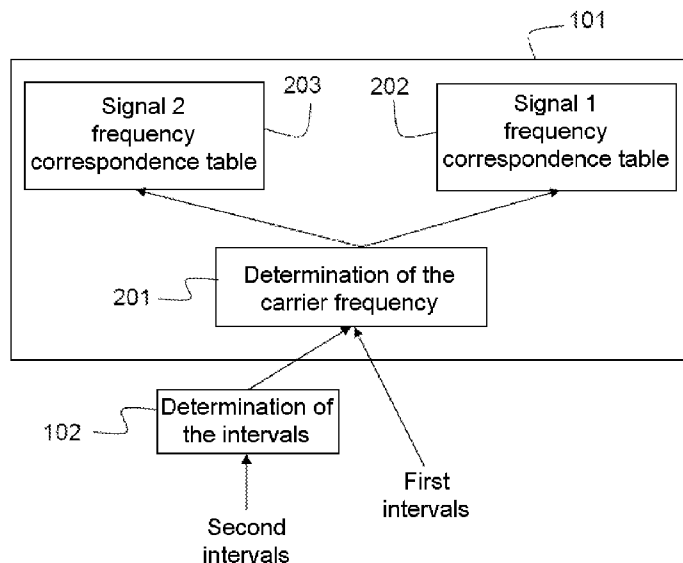 101
Signal 2
frequency
correspondence table
203
202
Signal 1
frequency
correspondence table
Determination of the
carrier frequency
201
Determination of
the intervals
102
First
intervals
Second
intervals